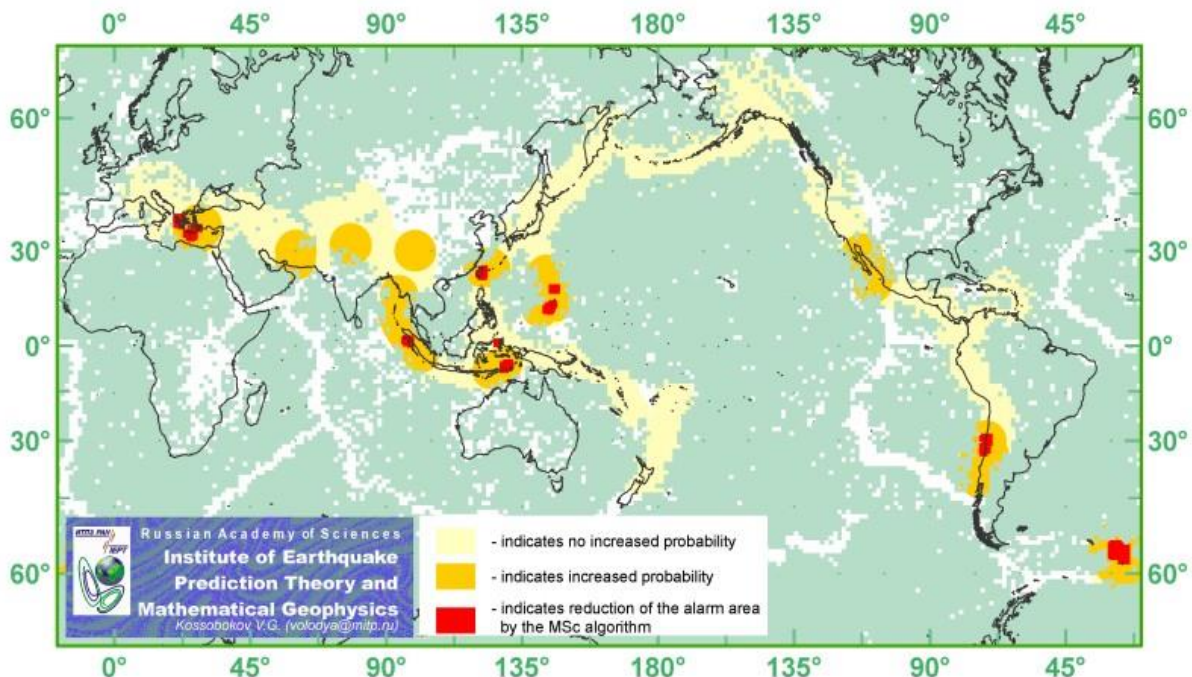 0° 45° 90° 135° 180° 135° 90° 45°
60° 60°
30° 30°
0° 0°
30° 30°
60° 60°
Russian Academy of Sciences
Institute of Earthquake
Prediction Theory and
Mathematical Geophysics
Kossobokov V.G. (volodya@mitp.ru)
- indicates no increased probability
- indicates increased probability
- indicates reduction of the alarm area
by the MSc algorithm
0° 45° 90° 135° 180° 135° 90° 45°